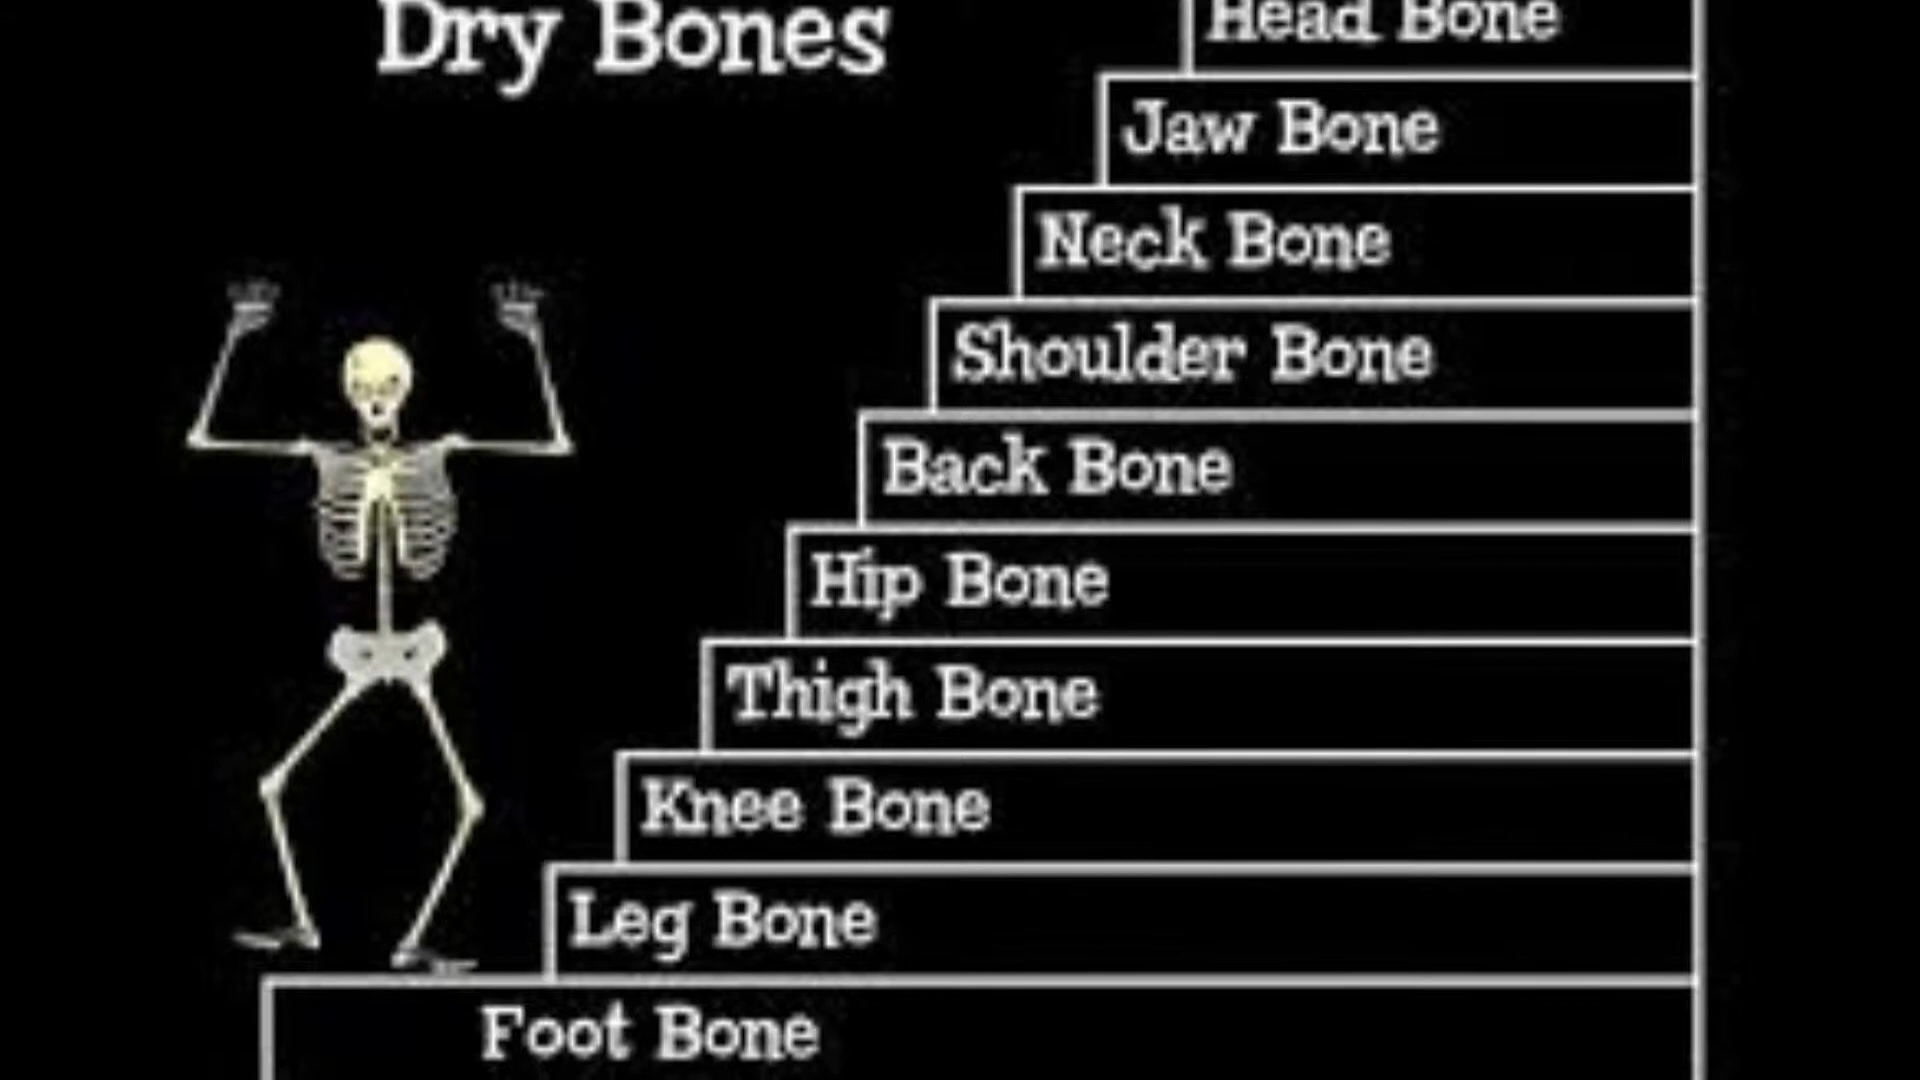 Dry Bones
Head Bone
Jaw Bone
Neck Bone
Shoulder Bone
Back Bone
Hip Bone
Thigh Bone
Knee Bone
Leg Bone
Foot Bone